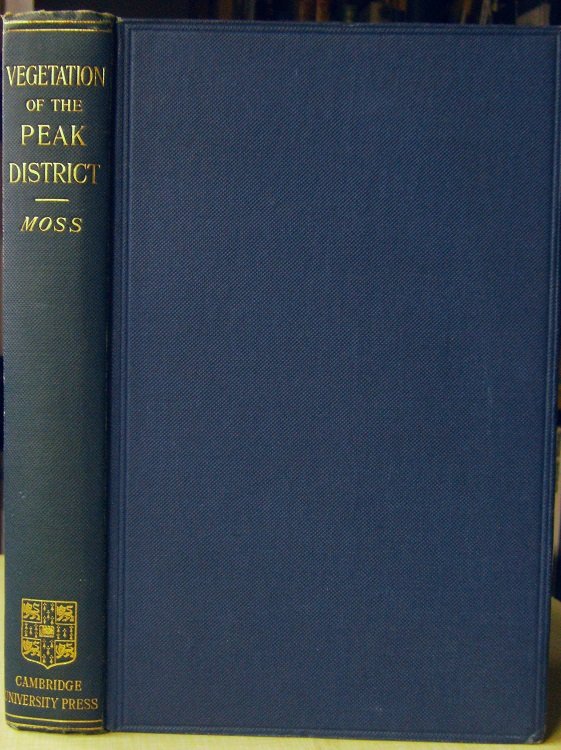 VEGETATION
OF THE
PEAK
DISTRICT
MOSS
CAMBRIDGE
UNIVERSITY PRESS